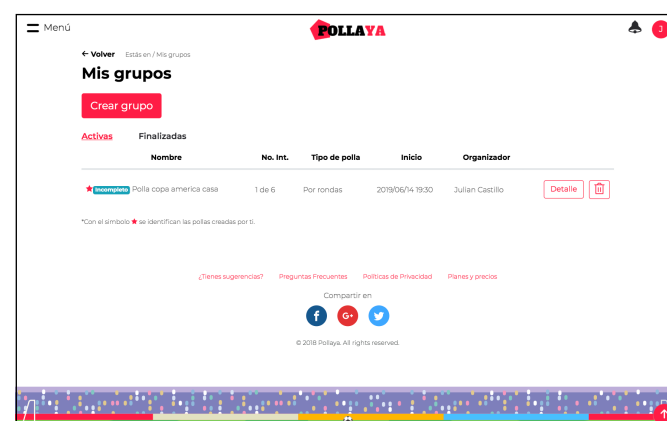 Menú
POLLAYA
J
← Volver Estás en / Mis grupos
Mis grupos
Crear grupo
Activas Finalizadas
Nombre No. Int. Tipo de polla Inicio Organizador
Incompleto Polla copa america casa 1 de 6 Por rondas 2019/06/14 19:30 Julian Castillo Detalle
*Con el simbolo ★ se identifican las pollas creadas por ti.
¿Tienes sugerencias? Preguntas Frecuentes Políticas de Privacidad Planes y precios
Compartir en
f G+
© 2018 Pollaya. All rights reserved.